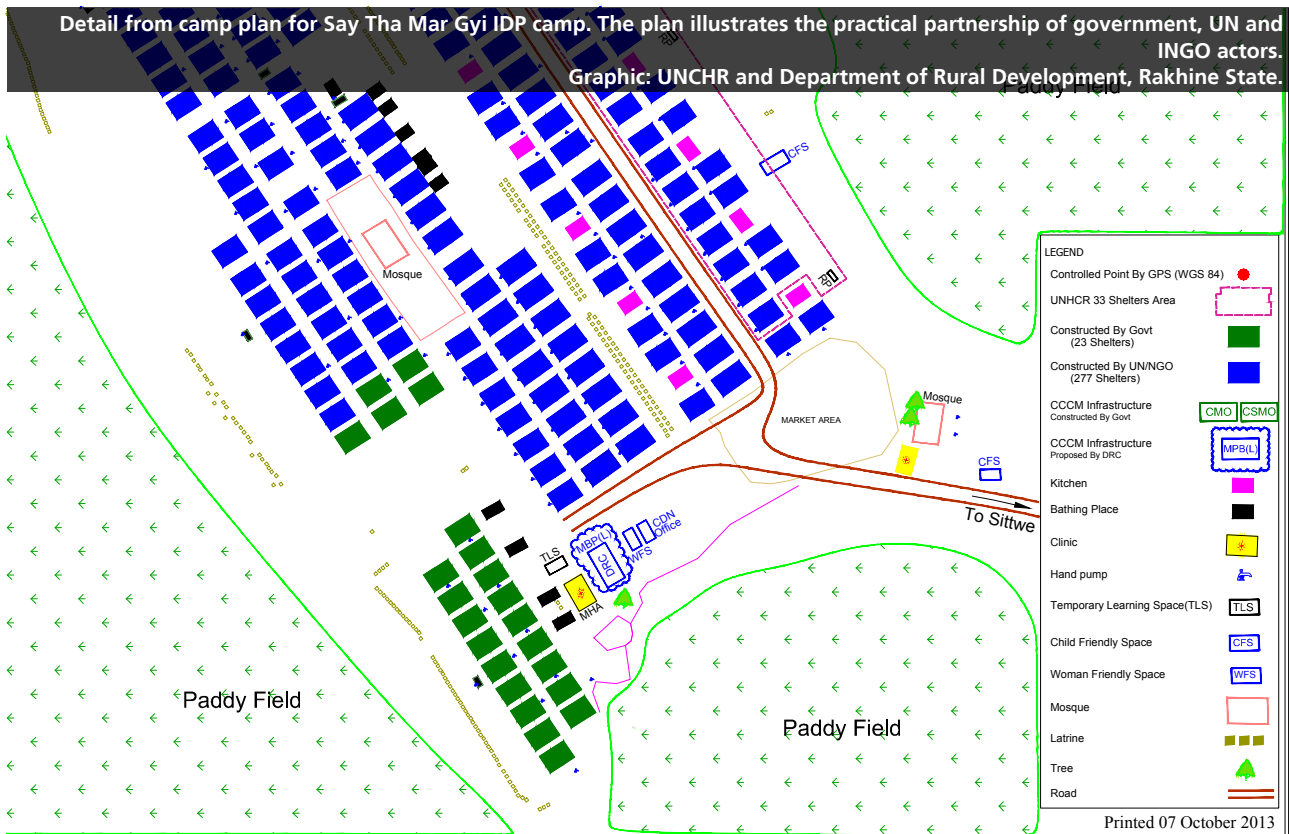 Detail from camp plan for Say Tha Mar Gyi IDP camp. The plan illustrates the practical partnership of government, UN and
INGO actors.
Graphic: UNCHR and Department of Rural Development, Rakhine State.
RP
Paddy Field
CFS
Mosque
RP
MARKET AREA
Mosque
CFS
To Sittwe
TLS
MBP(L)
DRC
WFS
CDN
Office
MHA
Paddy Field
Paddy Field
LEGEND
Controlled Point By GPS (WGS 84)
UNHCR 33 Shelters Area
Constructed By Govt
(23 Shelters)
Constructed By UN/NGO
(277 Shelters)
CCCM Infrastructure
Constructed By Govt
CMO CSMO
CCCM Infrastructure
Proposed By DRC
MPB(L)
Kitchen
Bathing Place
Clinic
Hand pump
Temporary Learning Space(TLS) TLS
Child Friendly Space CFS
Woman Friendly Space WFS
Mosque
Latrine
Tree
Road
Printed 07 October 2013